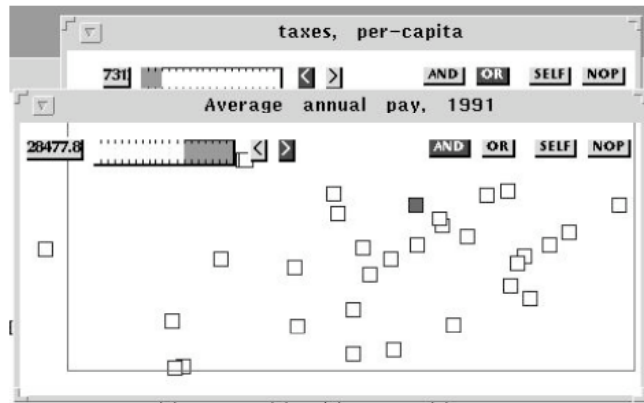 taxes, per-capita
731 < > AND OR SELF NOP
Average annual pay, 1991
28477.8 < > AND OR SELF NOP